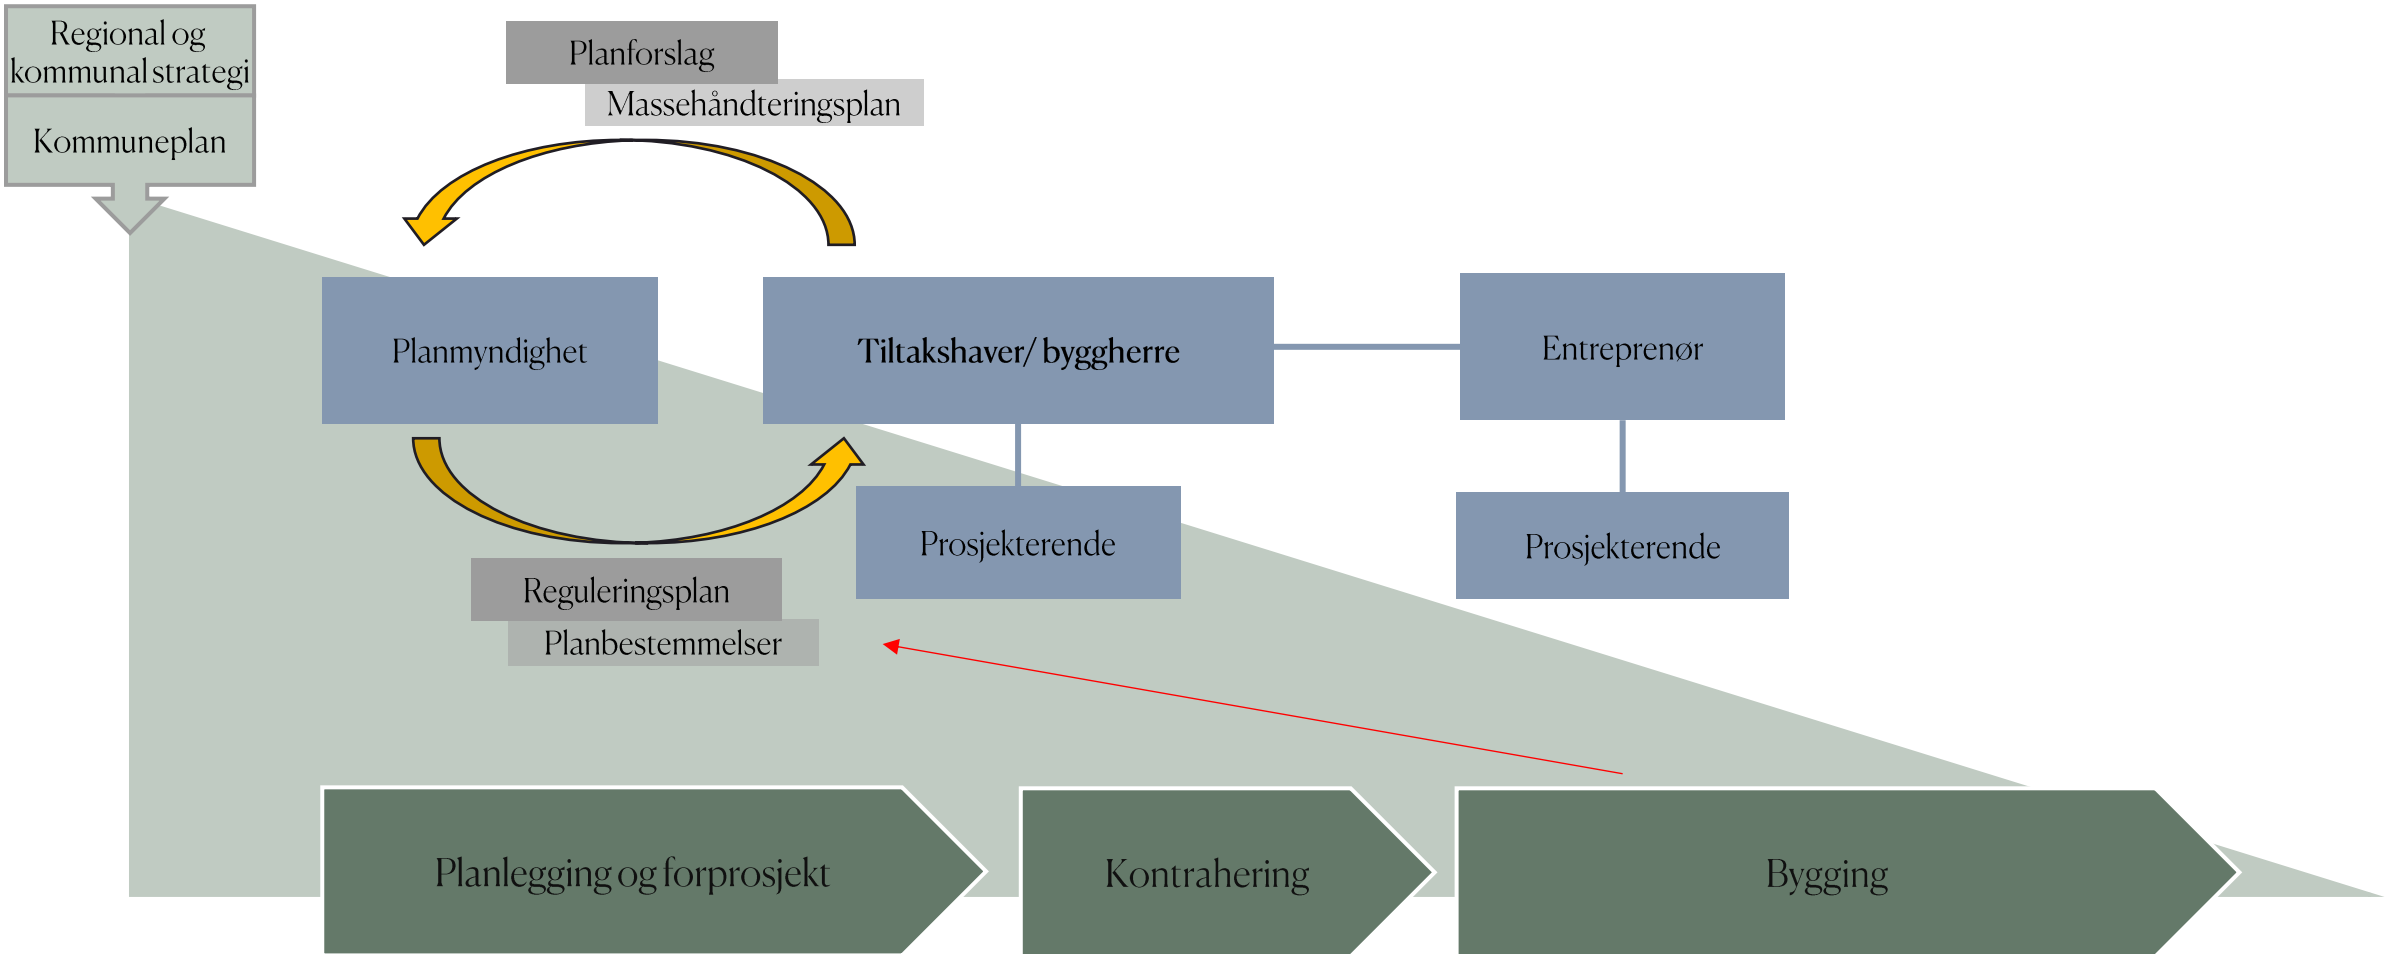 Regional og
kommunal strategi
Kommuneplan
Planforslag
Massehåndteringsplan
Planmyndighet
Tiltakshaver/ byggherre
Entreprenør
Prosjekterende
Prosjekterende
Reguleringsplan
Planbestemmelser
Planlegging og forprosjekt
Kontrahering
Bygging